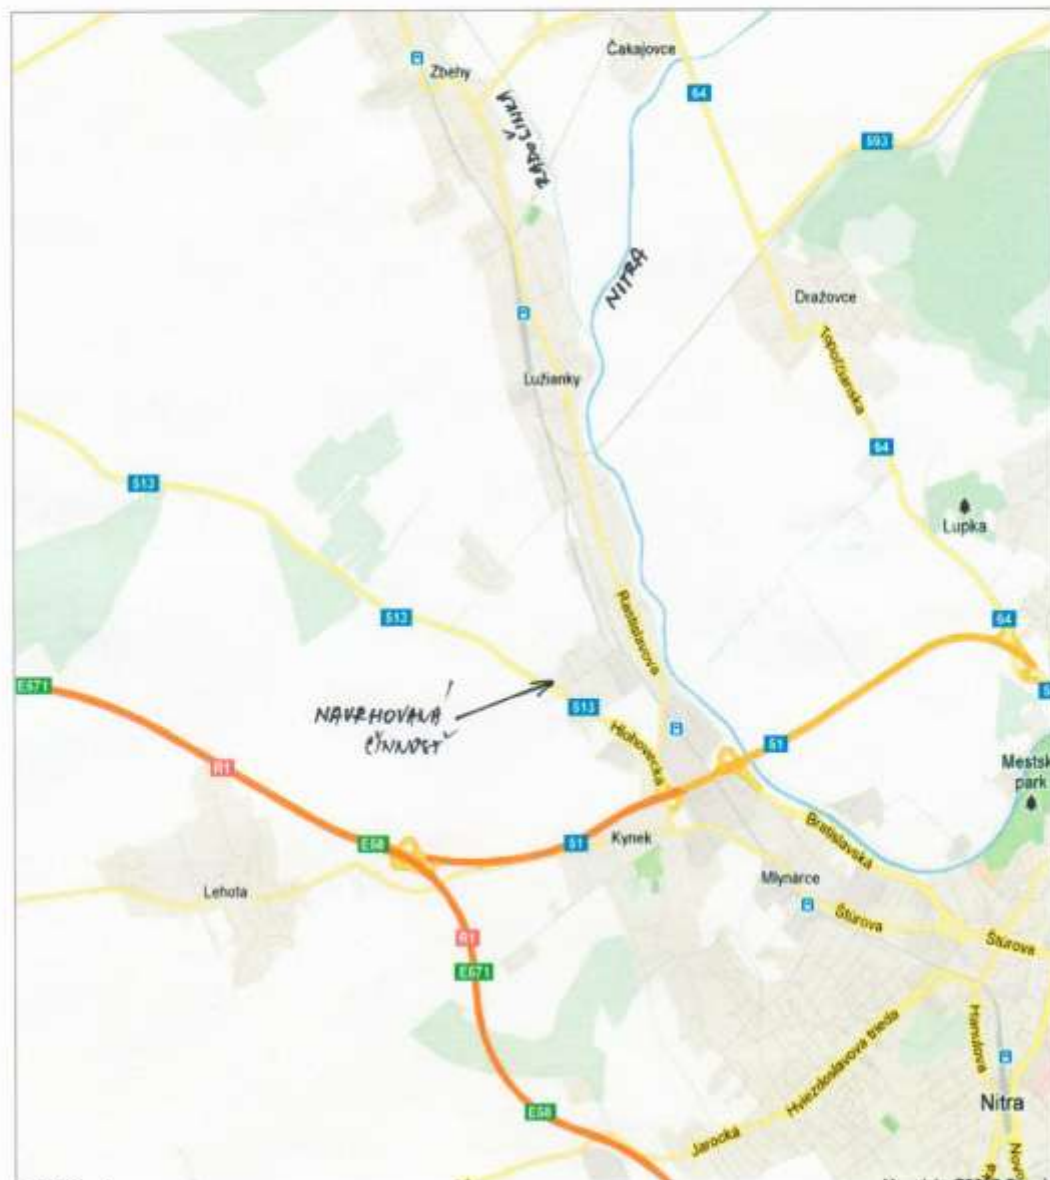 Čakajovce
Zbehy
64
593
RADOŠINKA
NITRA
Dražovce
Topoľčianska
Lužianky
64
513
Lupka
513
64
Rastislavova
E571
NAVRHOVANÁ
ČINNOSŤ
513
Hlohovecká
51
Mestsk
park
R1
E58
51
Kynek
Bratislavská
Mlynárce
Lehota
Štúrova
Štúrova
R1
E571
Hviezdoslavova trieda
Hanulova
Nitra
E58
Jarocká
Novo